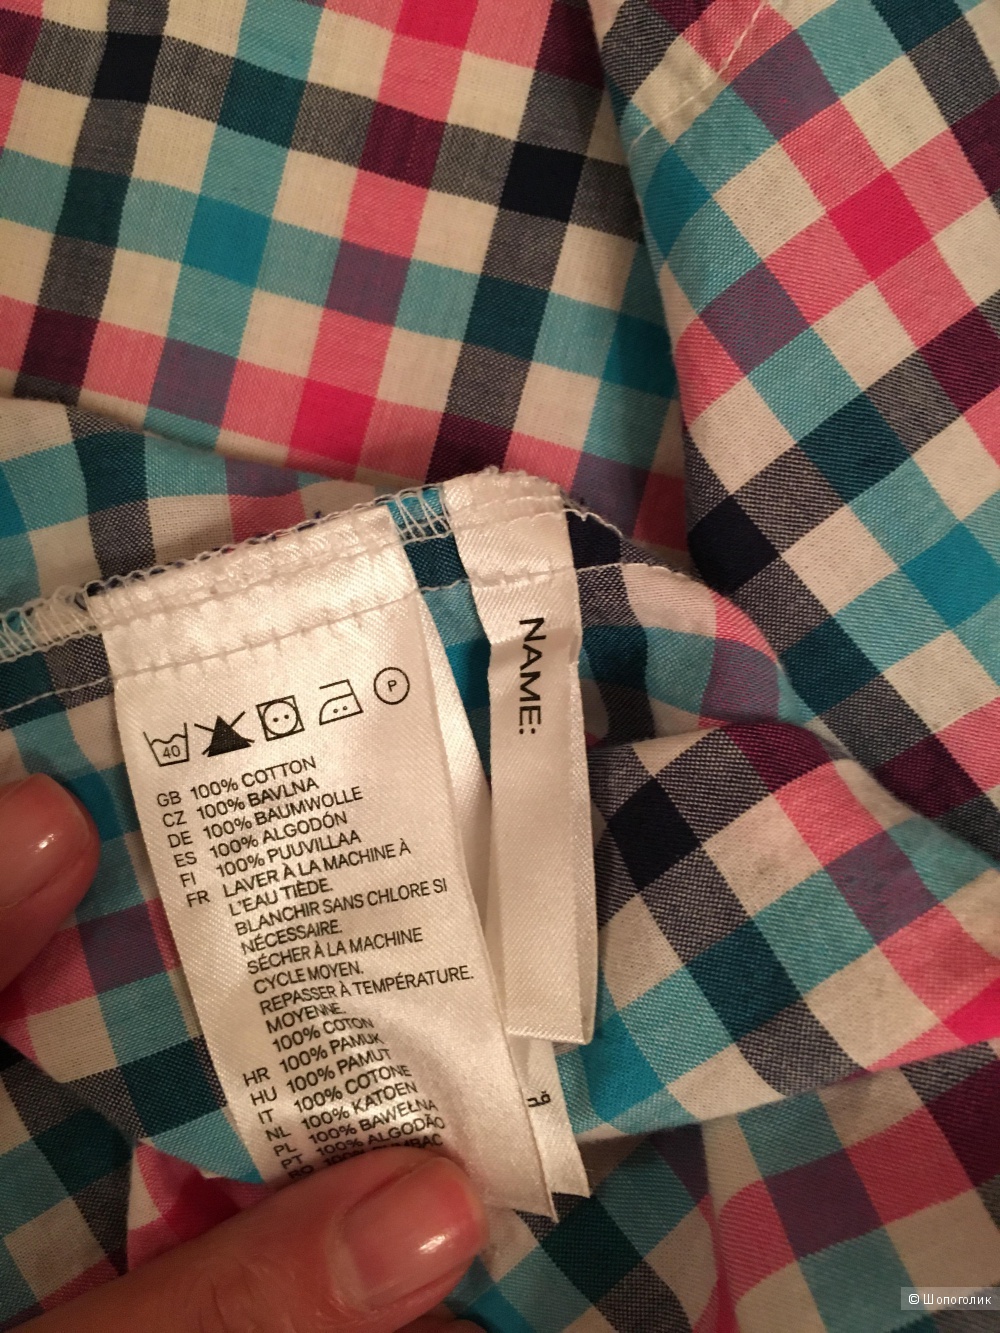 40
P
GB 100% COTTON
CZ 100% BAVLNA
DE 100% BAUMWOLLE
ES 100% ALGODÓN
FI 100% PUUVILLAA
FR LAVER À LA MACHINE À
L'EAU TIÈDE.
BLANCHIR SANS CHLORE SI
NÉCESSAIRE.
SÉCHER À LA MACHINE
CYCLE MOYEN.
REPASSER À TEMPÉRATURE.
MOYENNE.
100% COTON
HR 100% PAMUK
HU 100% PAMUT
IT 100% COTONE
NL 100% KATOEN
PL 100% BAWEŁNA
PT 100% ALGODÃO
NAME:
© Шопоголик